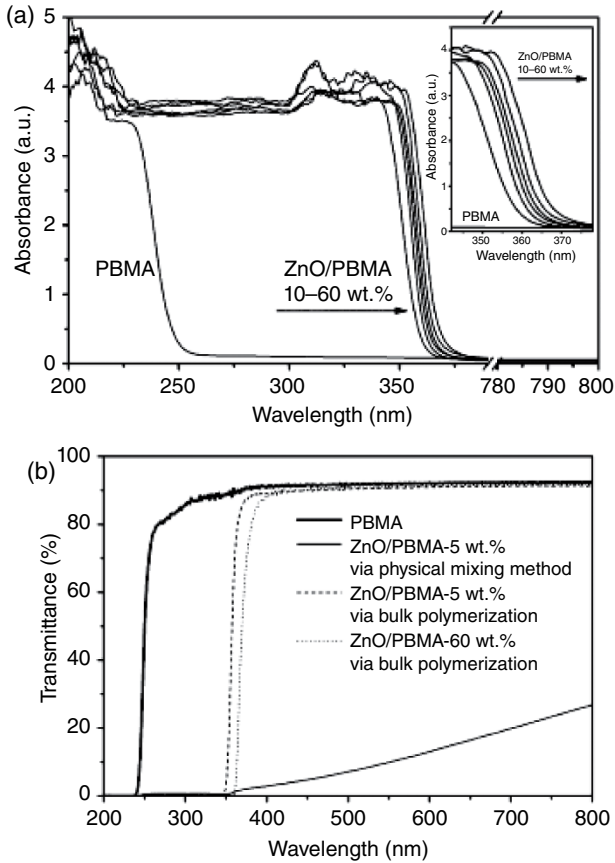 (a)
5
4
3
2
1
0
Absorbance (a.u.)
PBMA
ZnO/PBMA
10–60 wt.%
200
250
300
350
780
790
800
Wavelength (nm)
4
3
2
1
0
Absorbance (a.u.)
ZnO/PBMA
10–60 wt.%
PBMA
350
360
370
Wavelength (nm)
(b)
100
80
60
40
20
0
Transmittance (%)
PBMA
ZnO/PBMA-5 wt.%
via physical mixing method
ZnO/PBMA-5 wt.%
via bulk polymerization
ZnO/PBMA-60 wt.%
via bulk polymerization
200
300
400
500
600
700
800
Wavelength (nm)